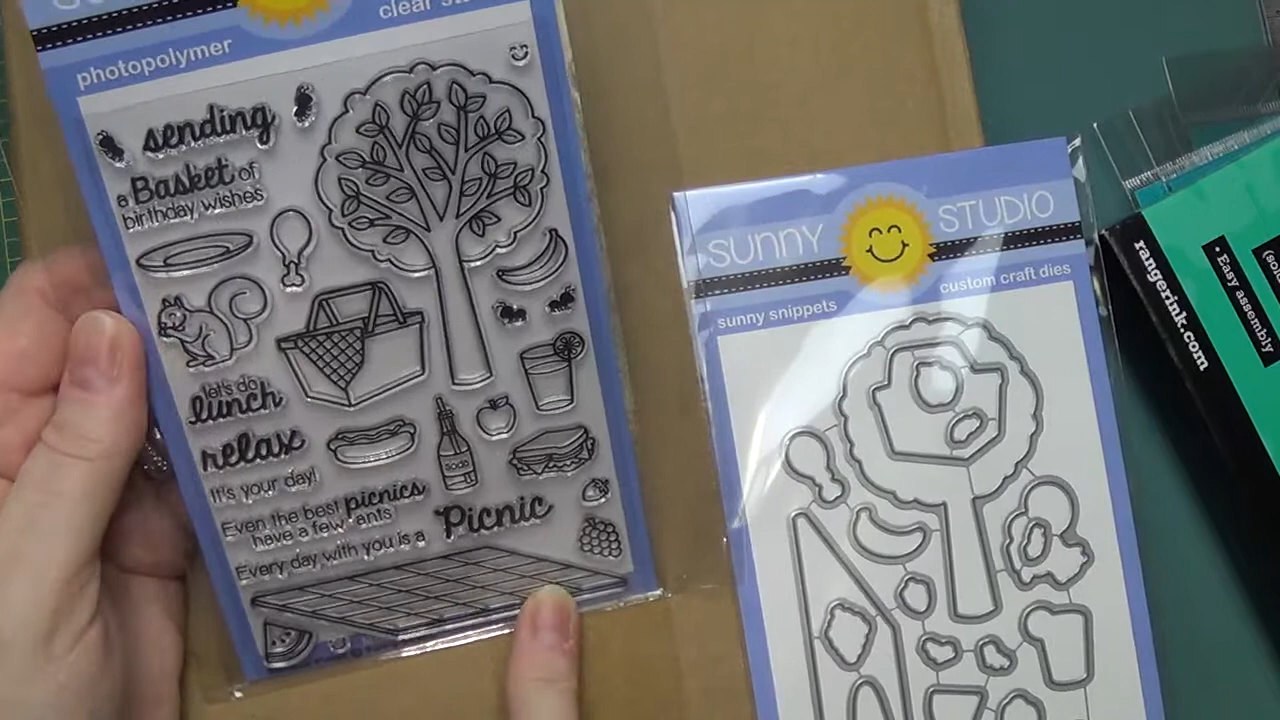 clear
photopolymer
sending
a Basket of
birthday wishes
let's do
lunch
relax
It's your day!
Even the best picnics
have a few ants
Every day with you is a
Picnic
SODA
SUNNY STUDIO
sunny snippets
custom craft dies
rangerink.com
• Easy assembly